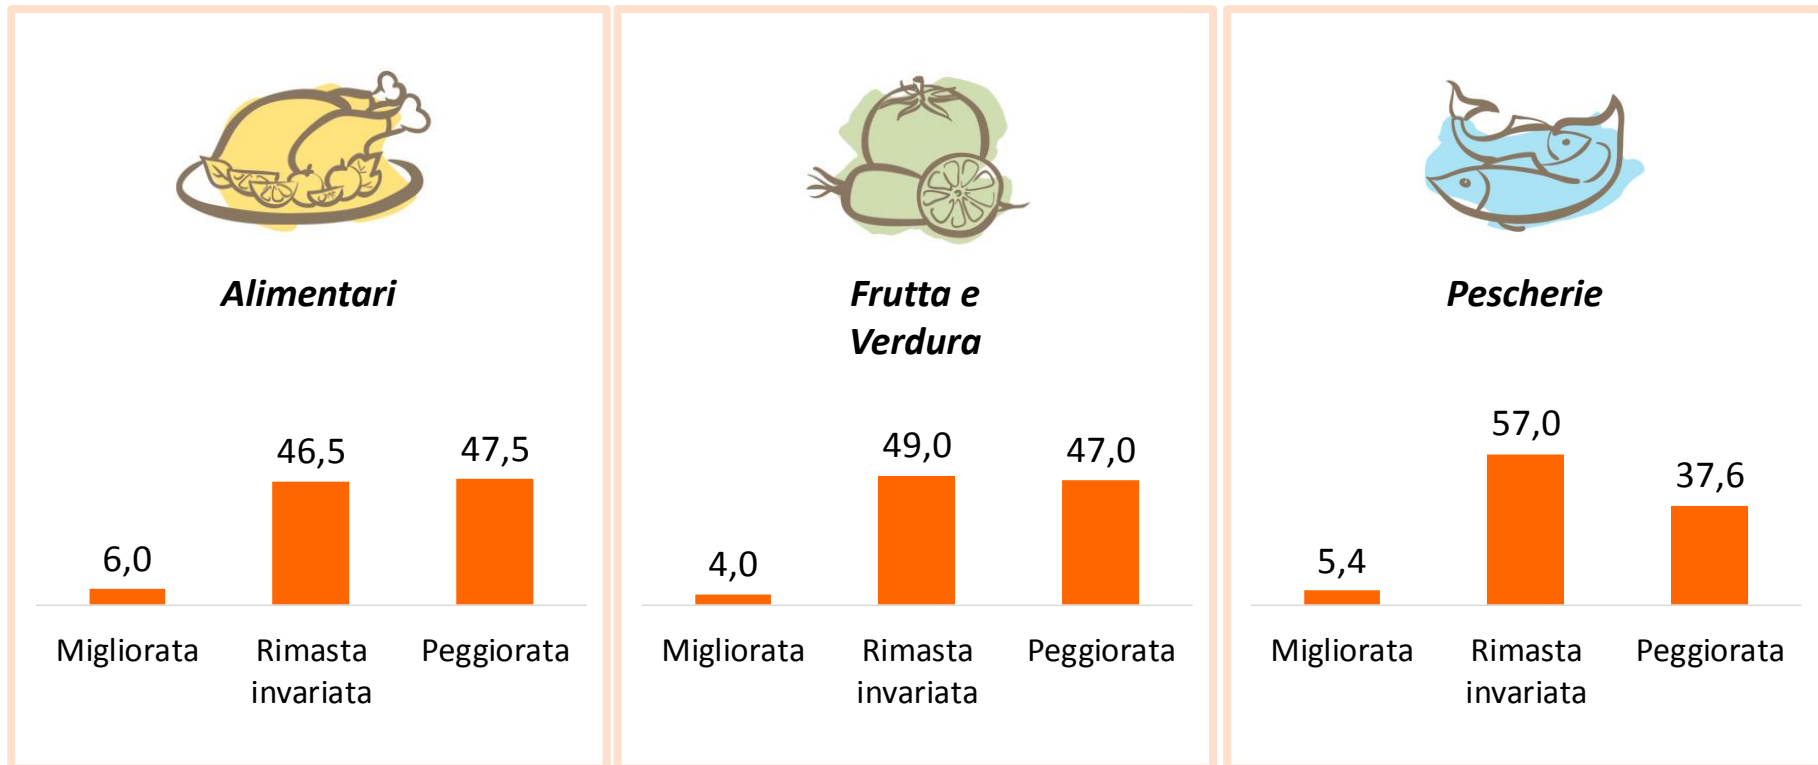 Alimentari
46,5
47,5
6,0
Migliorata
Rimasta
invariata
Peggiorata
Frutta e
Verdura
49,0
47,0
4,0
Migliorata
Rimasta
invariata
Peggiorata
Pescherie
57,0
37,6
5,4
Migliorata
Rimasta
invariata
Peggiorata